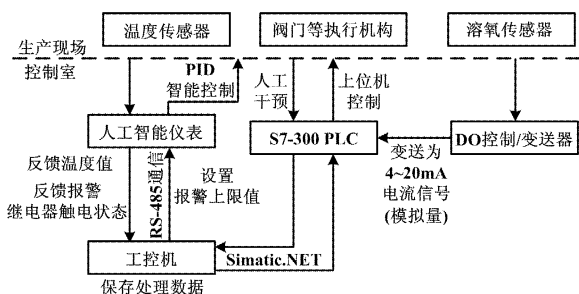 温度传感器
阀门等执行机构
溶氧传感器
生产现场
控制室
PID
智能控制
人工
干预
上位机
控制
人工智能仪表
S7-300 PLC
DO控制/变送器
变送为
4~20mA
电流信号
(模拟量)
反馈温度值
反馈报警
继电器触电状态
RS-485通信
设置
报警上限值
工控机
Simatic.NET
保存处理数据